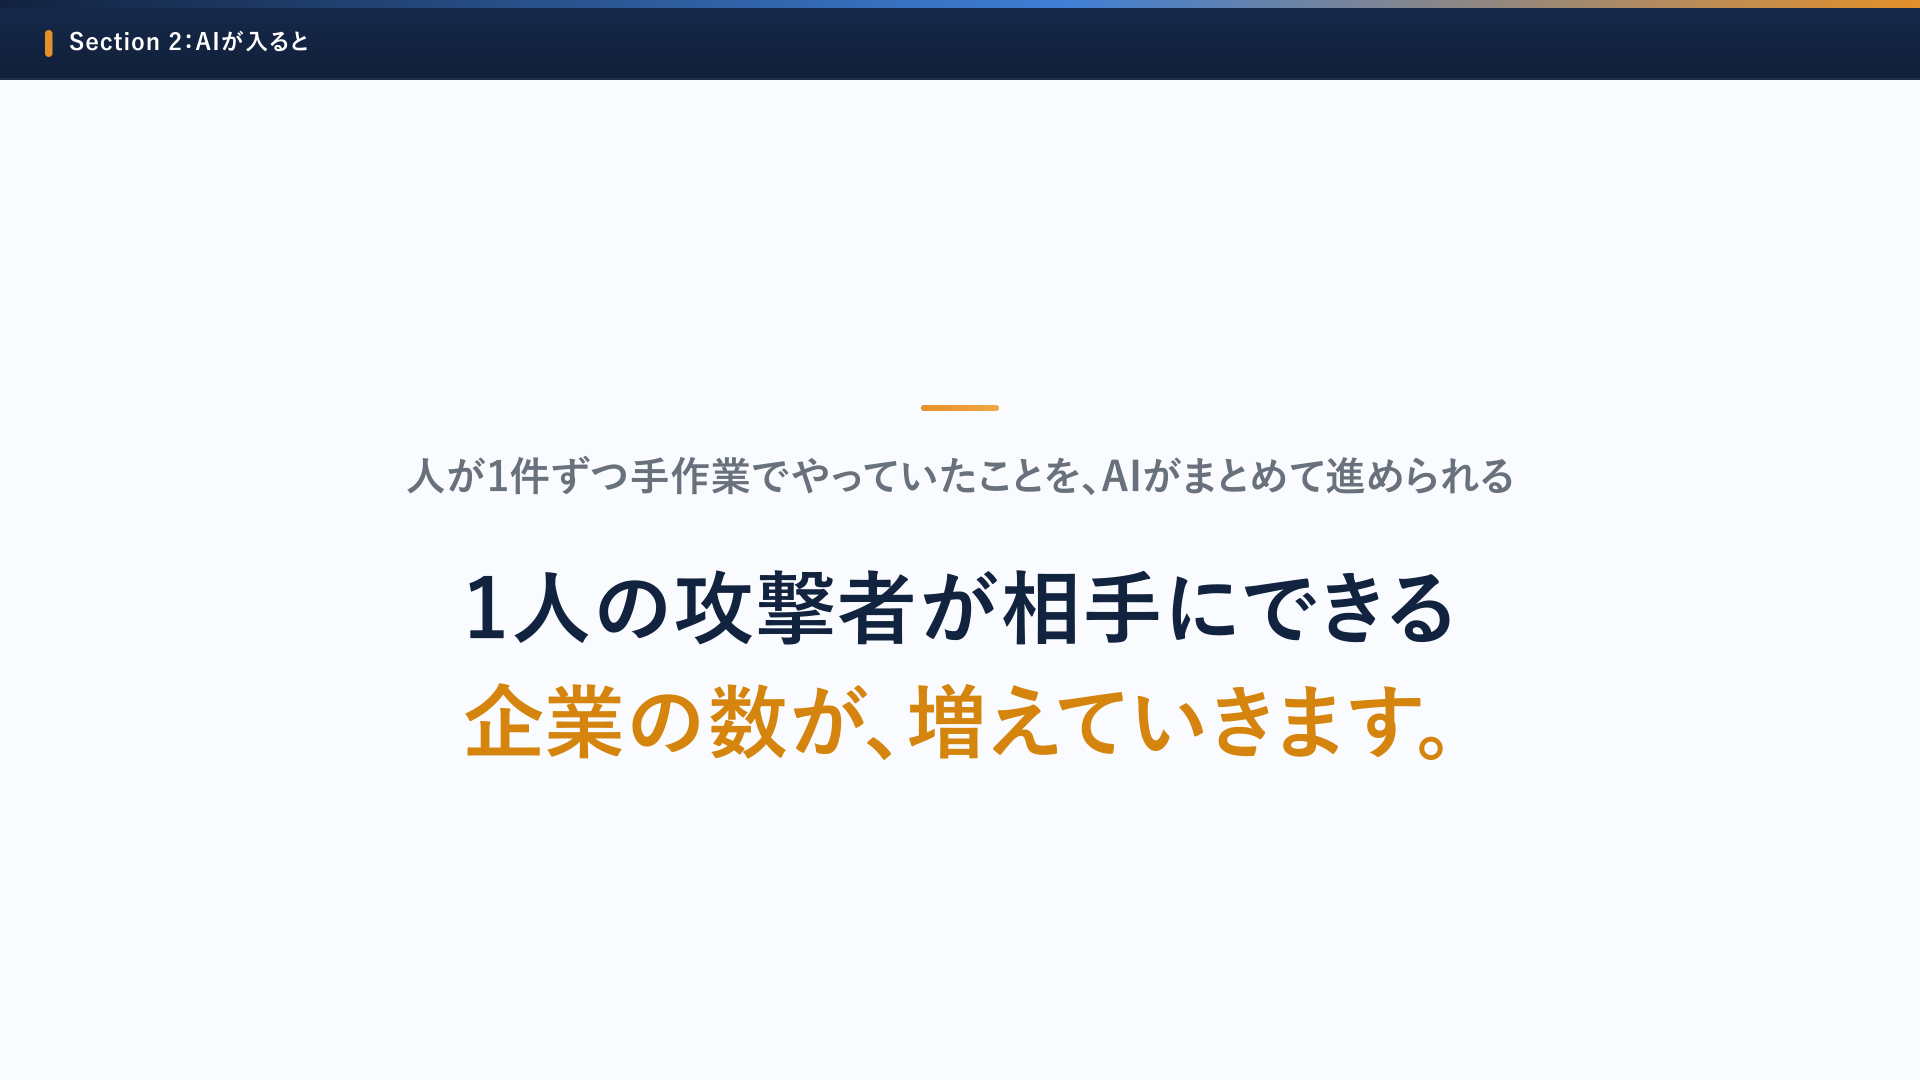 Section 2：AIが入ると
人が1件ずつ手作業でやっていたことを、AIがまとめて進められる
1人の攻撃者が相手にできる
企業の数が、増えていきます。